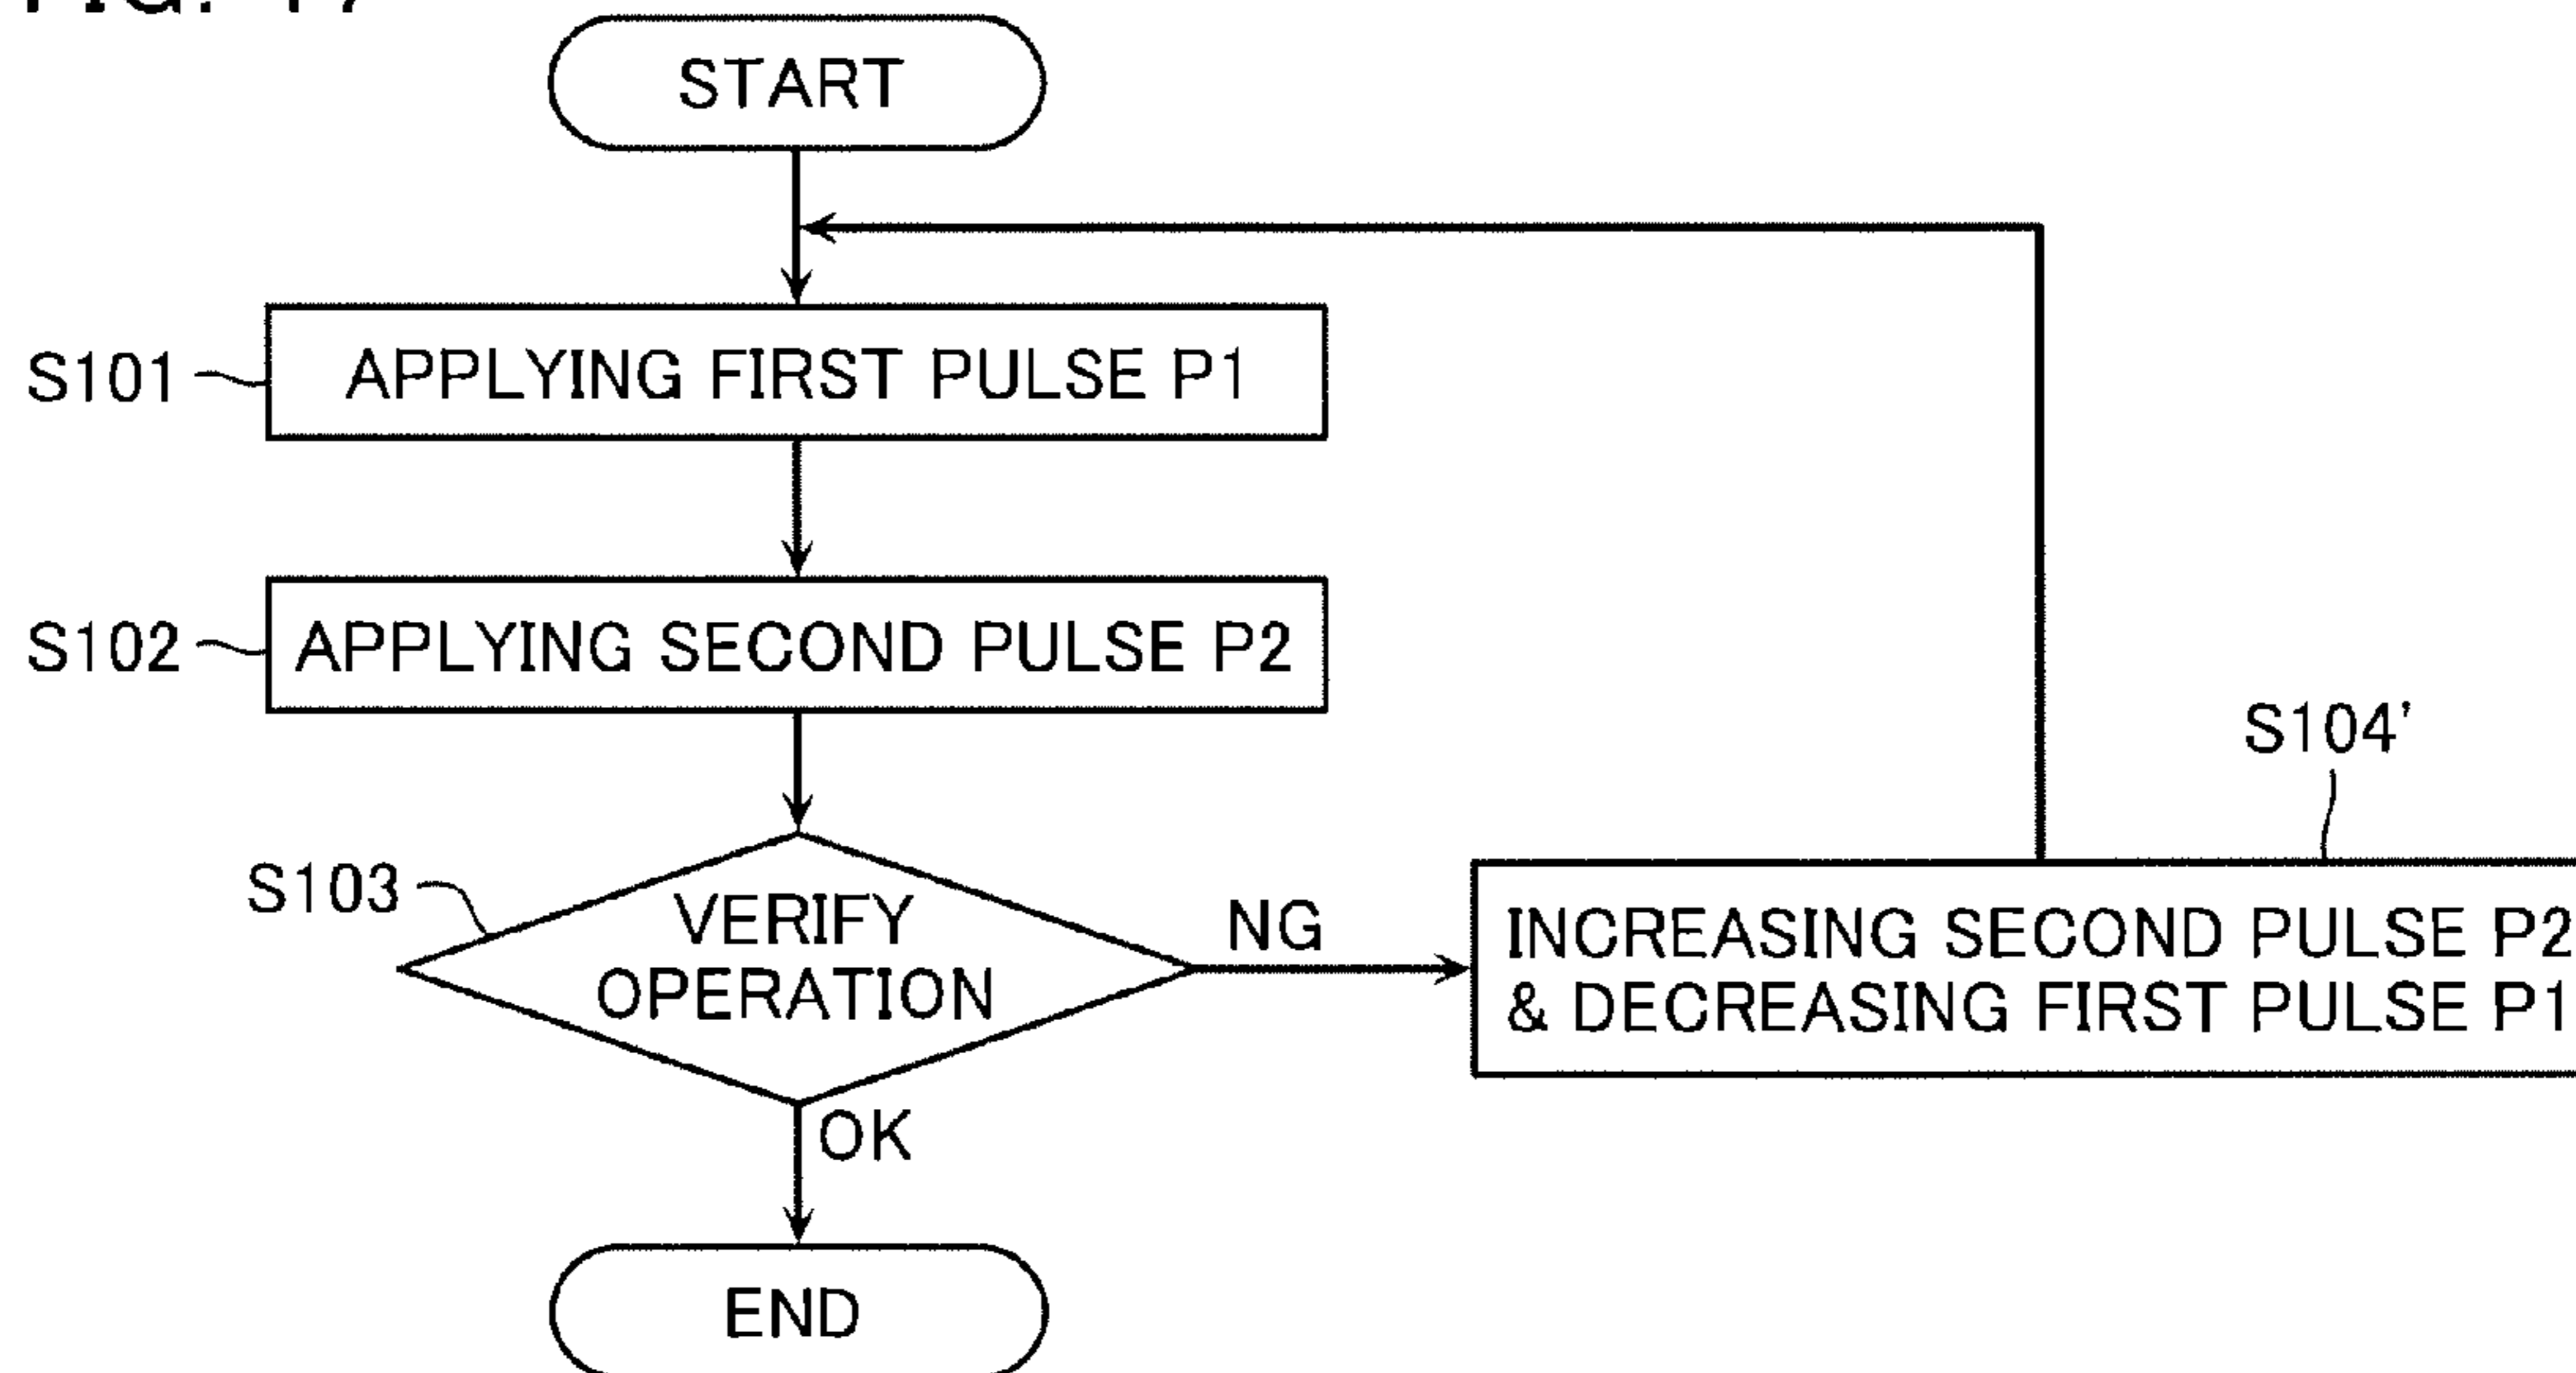 START
S101
APPLYING FIRST PULSE P1
S102
APPLYING SECOND PULSE P2
S103
VERIFY
OPERATION
NG
S104'
INCREASING SECOND PULSE P2
& DECREASING FIRST PULSE P1
OK
END